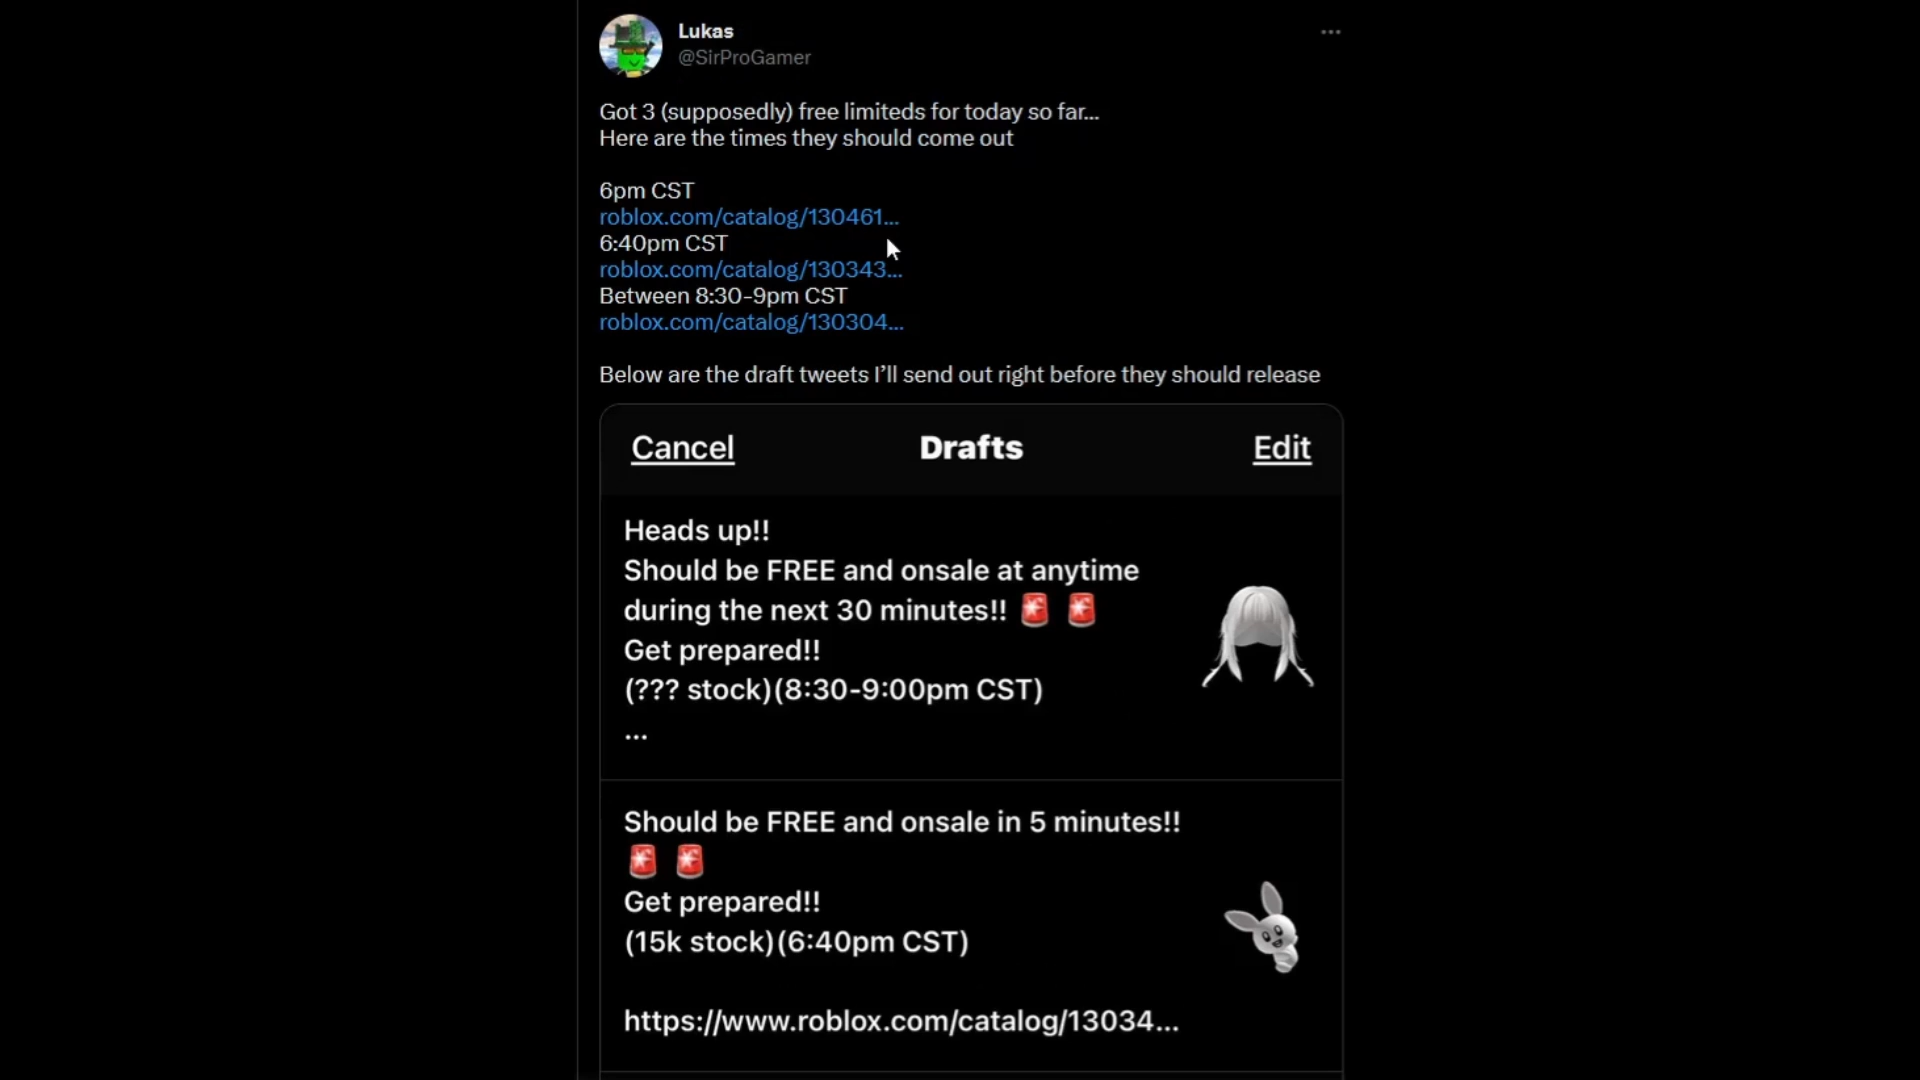 Lukas
@SirProGamer
Got 3 (supposedly) free limiteds for today so far...
Here are the times they should come out
6pm CST
roblox.com/catalog/130461...
6:40pm CST
roblox.com/catalog/130343...
Between 8:30-9pm CST
roblox.com/catalog/130304...
Below are the draft tweets I’ll send out right before they should release
Cancel Drafts Edit
Heads up!!
Should be FREE and onsale at anytime
during the next 30 minutes!! 🚨 🚨
Get prepared!!
(??? stock)(8:30-9:00pm CST)
...
Should be FREE and onsale in 5 minutes!!
🚨 🚨
Get prepared!!
(15k stock)(6:40pm CST)
https://www.roblox.com/catalog/13034...